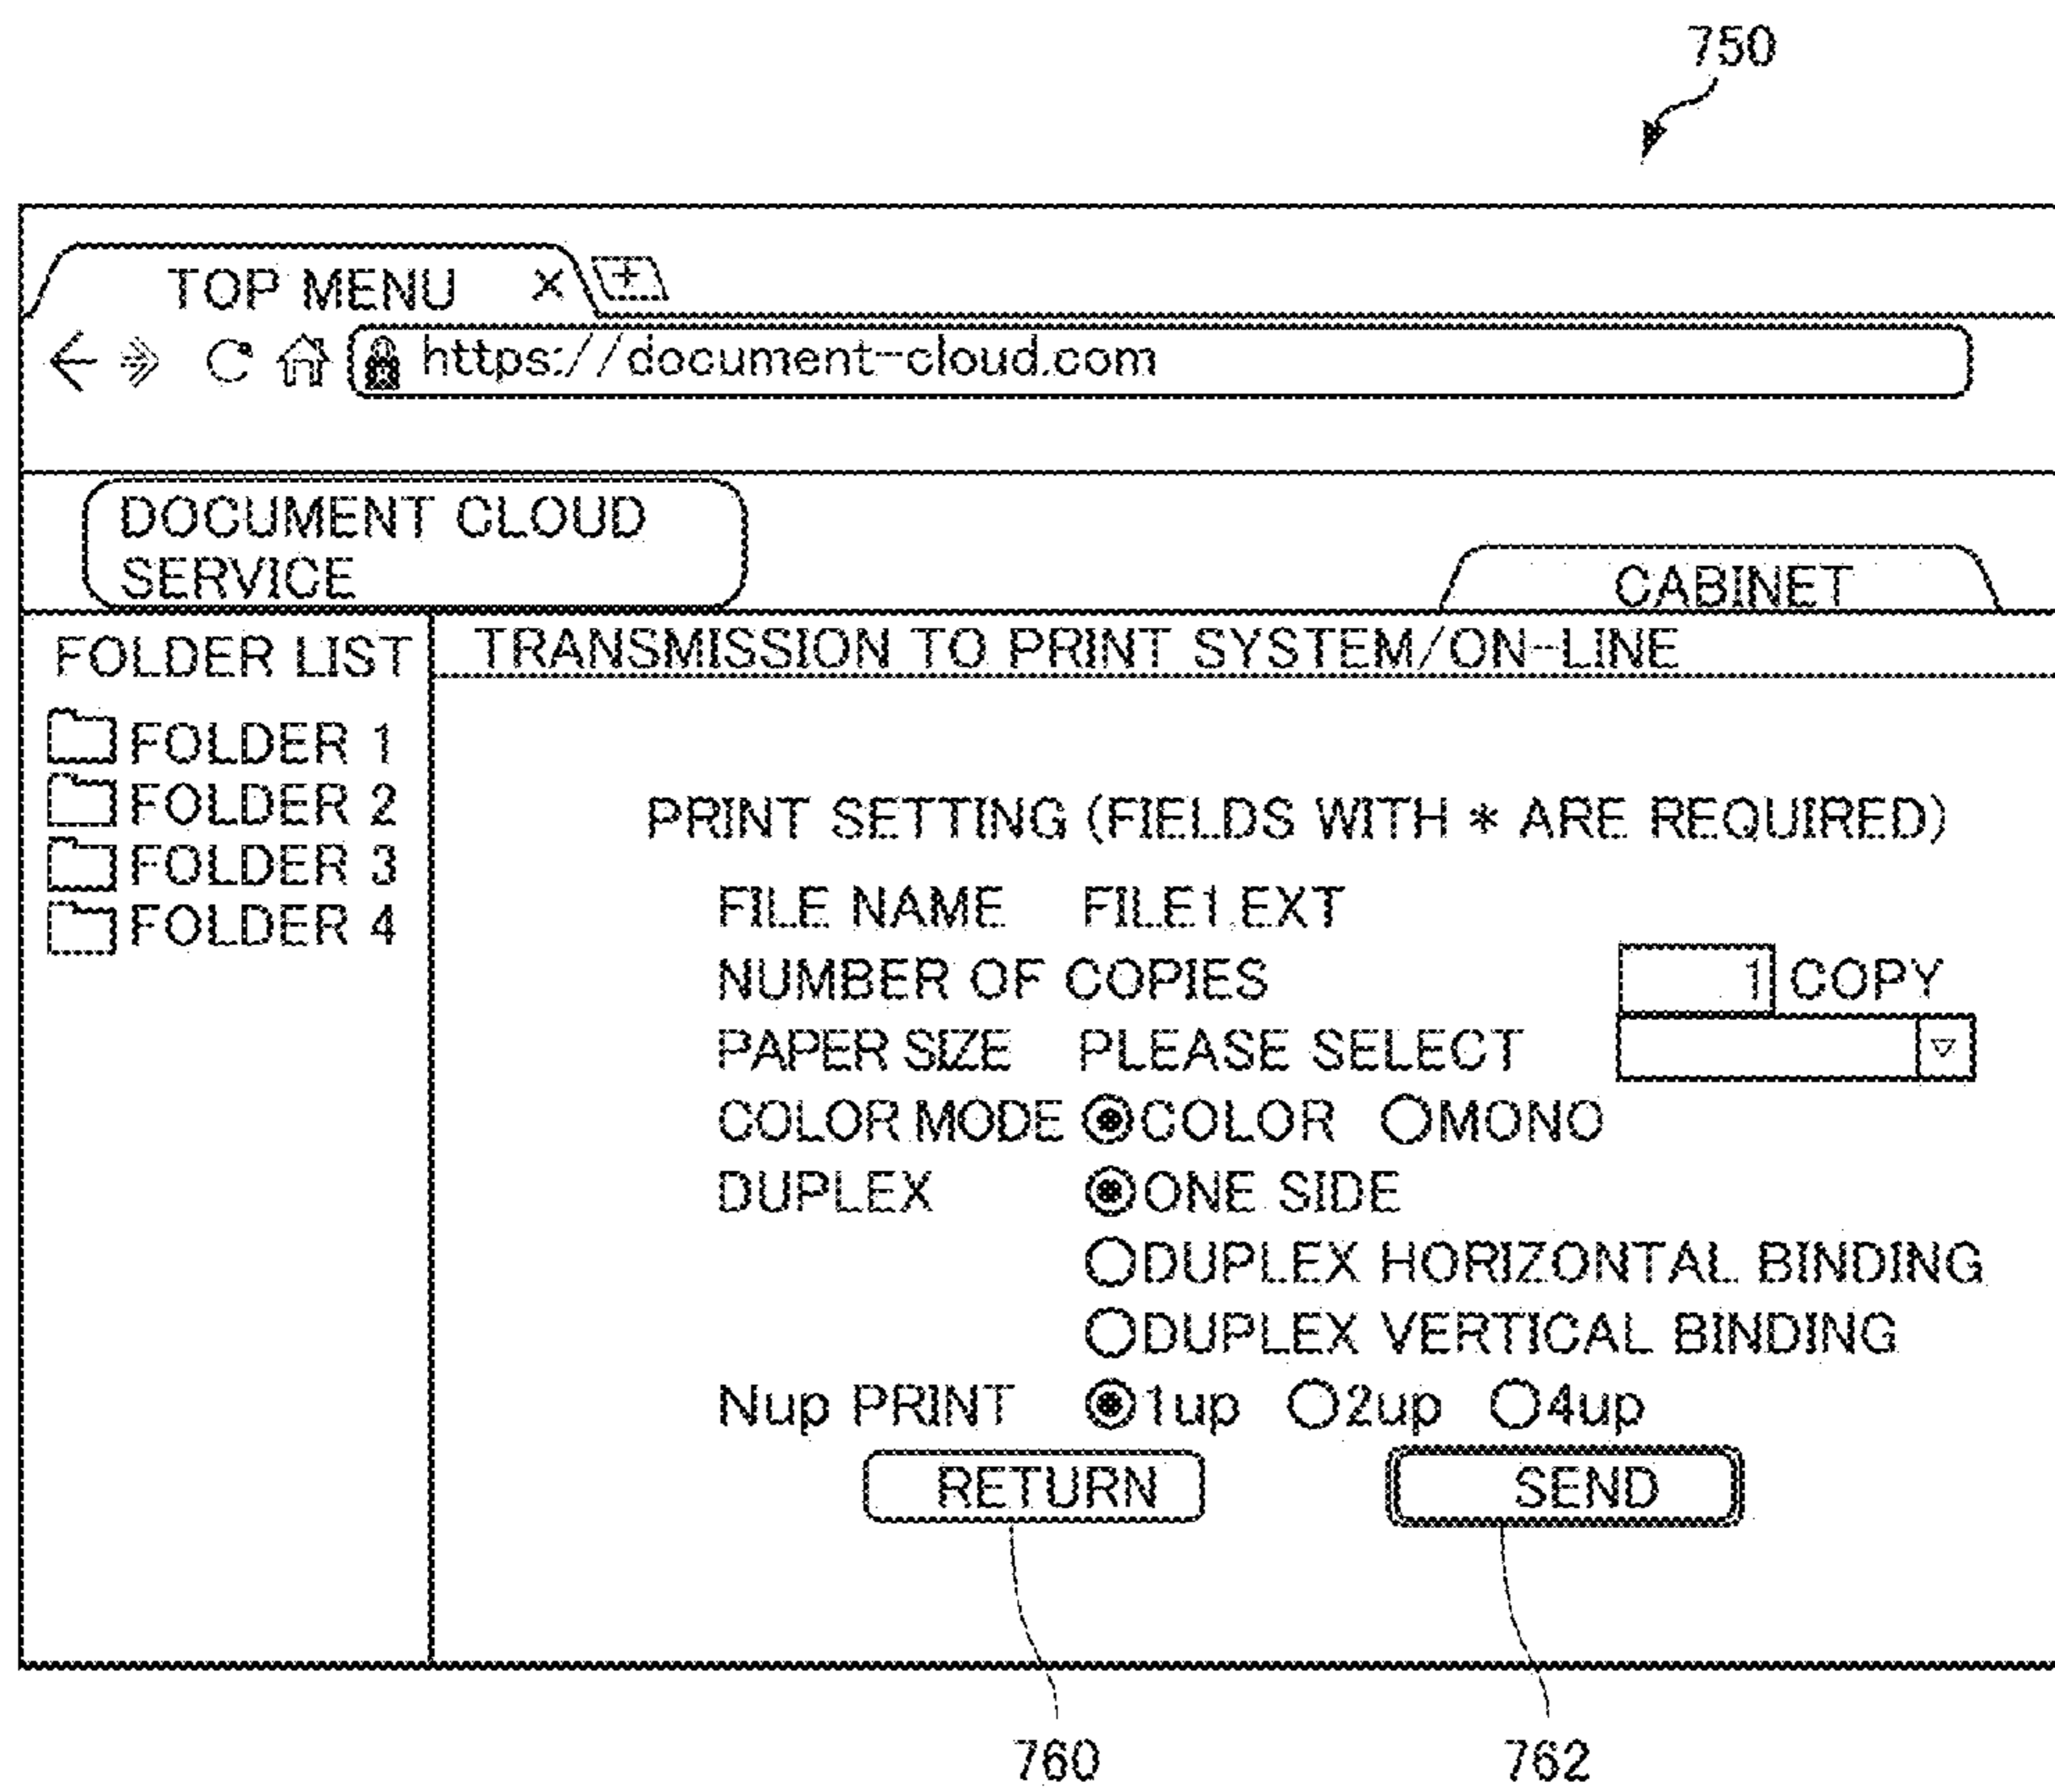 750
TOP MENU × +
https://document-cloud.com
DOCUMENT CLOUD
SERVICE
CABINET
FOLDER LIST
FOLDER 1
FOLDER 2
FOLDER 3
FOLDER 4
TRANSMISSION TO PRINT SYSTEM/ON-LINE
PRINT SETTING (FIELDS WITH * ARE REQUIRED)
FILE NAME FILE1.EXT
NUMBER OF COPIES 1 COPY
PAPER SIZE PLEASE SELECT
COLOR MODE COLOR MONO
DUPLEX ONE SIDE
DUPLEX HORIZONTAL BINDING
DUPLEX VERTICAL BINDING
Nup PRINT 1up 2up 4up
RETURN SEND
760 762